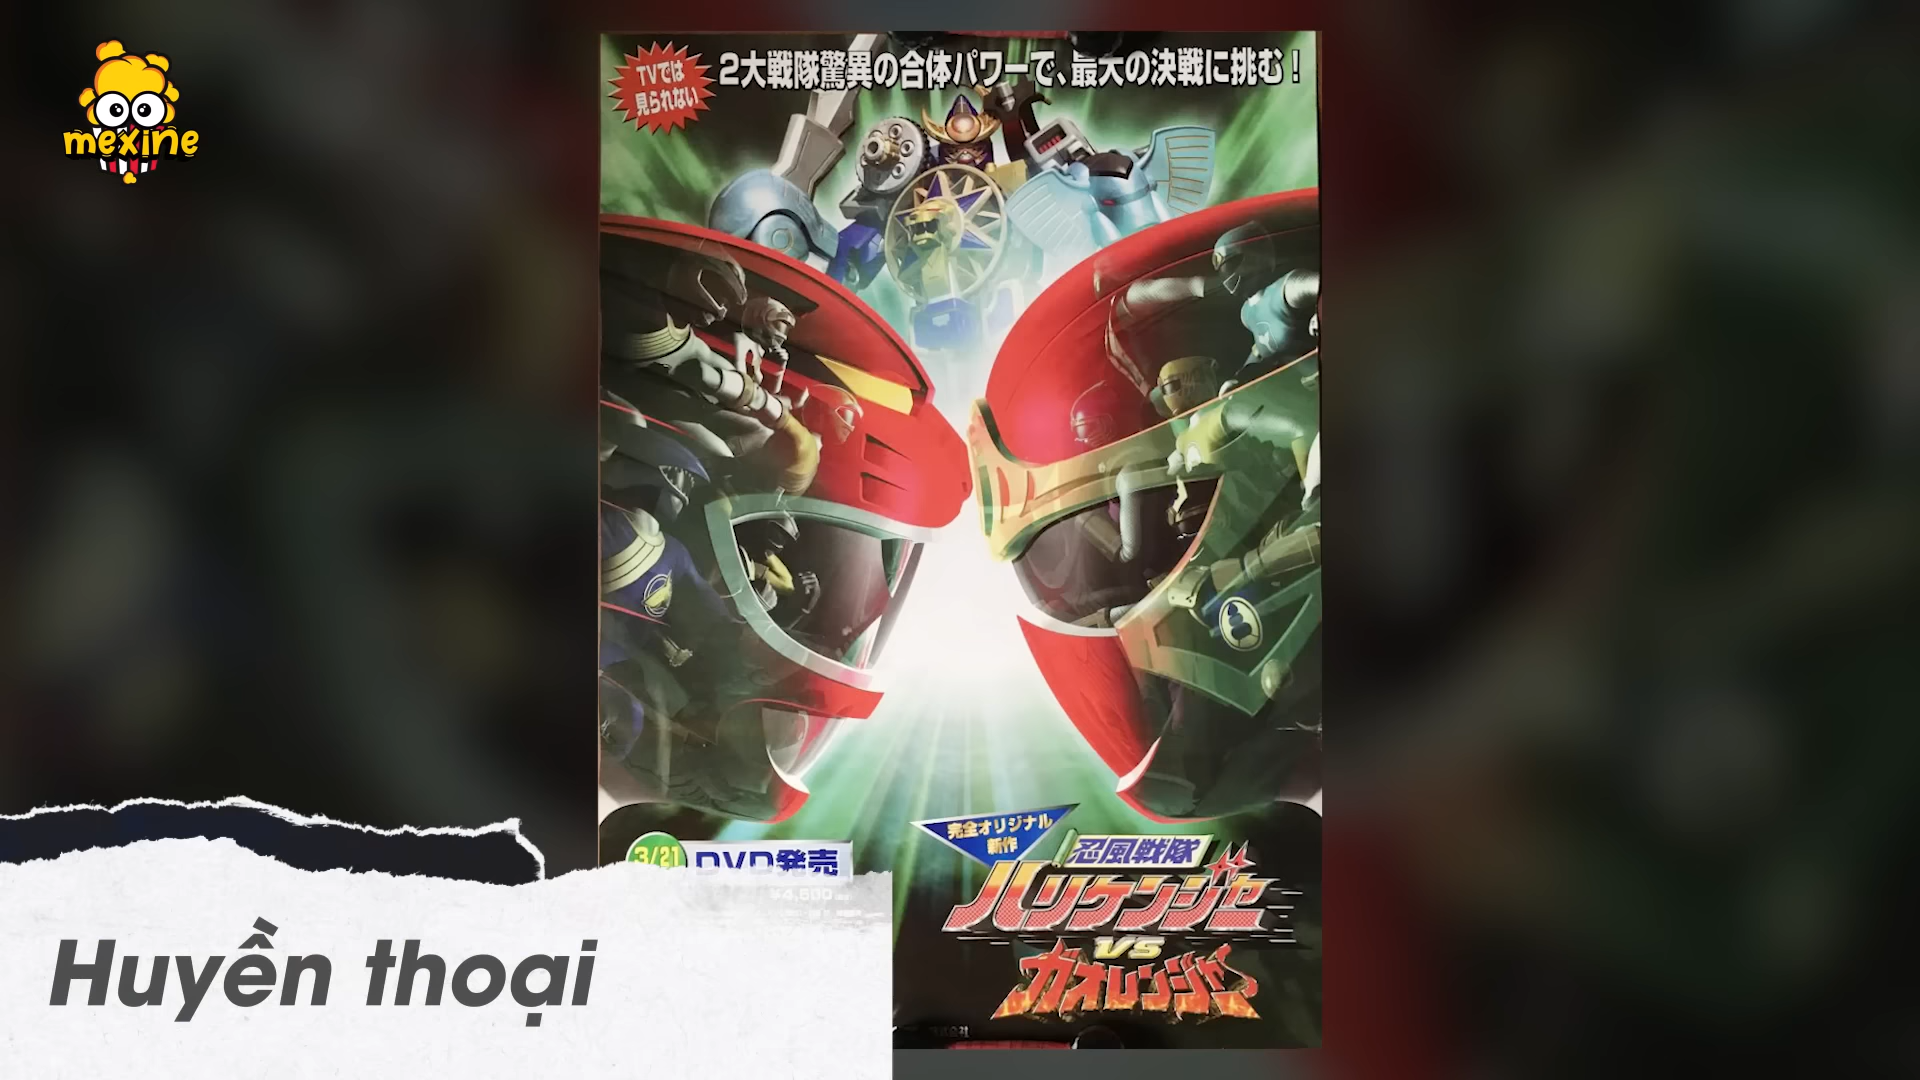 mexine
TVでは
見られない
2大戦隊驚異の合体パワーで、最大の決戦に挑む!
完全オリジナル
新作
忍風戦隊
ハリケンジャー
VS
ガオレンジャー
3/21
DVD発売
¥4,500
Huyền thoại